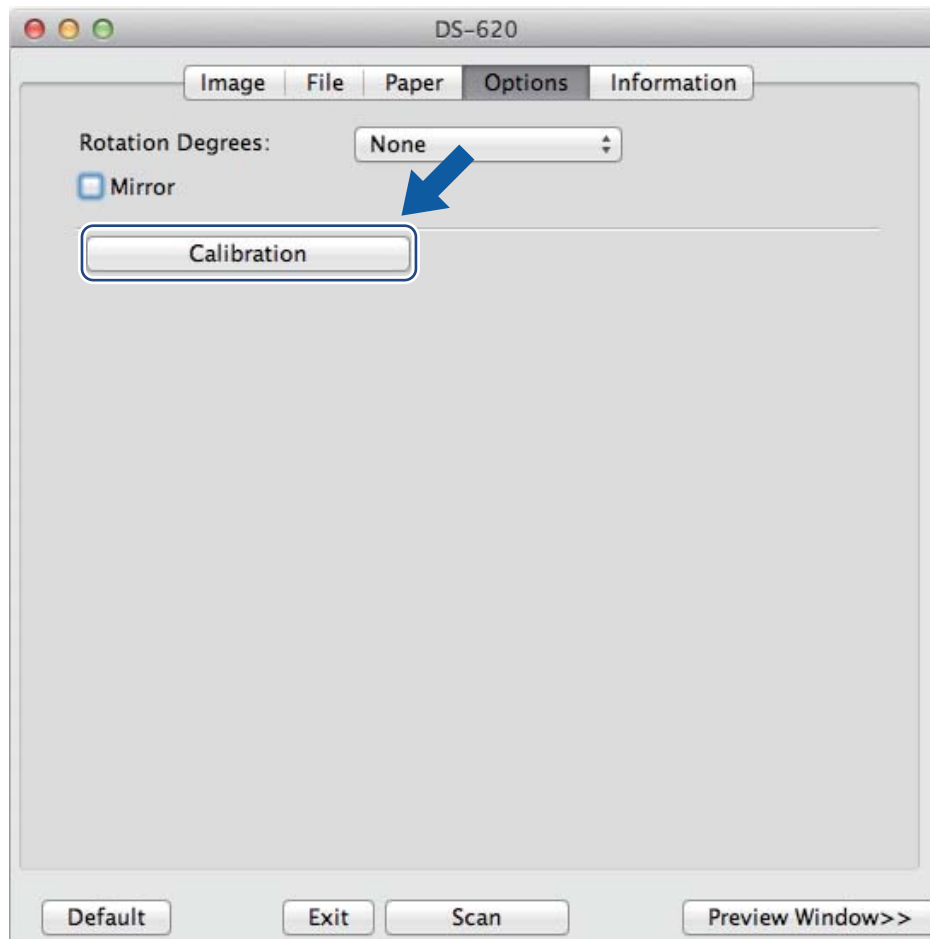 DS-620
Image File Paper Options Information
Rotation Degrees: None
Mirror
Calibration
Default Exit Scan Preview Window>>